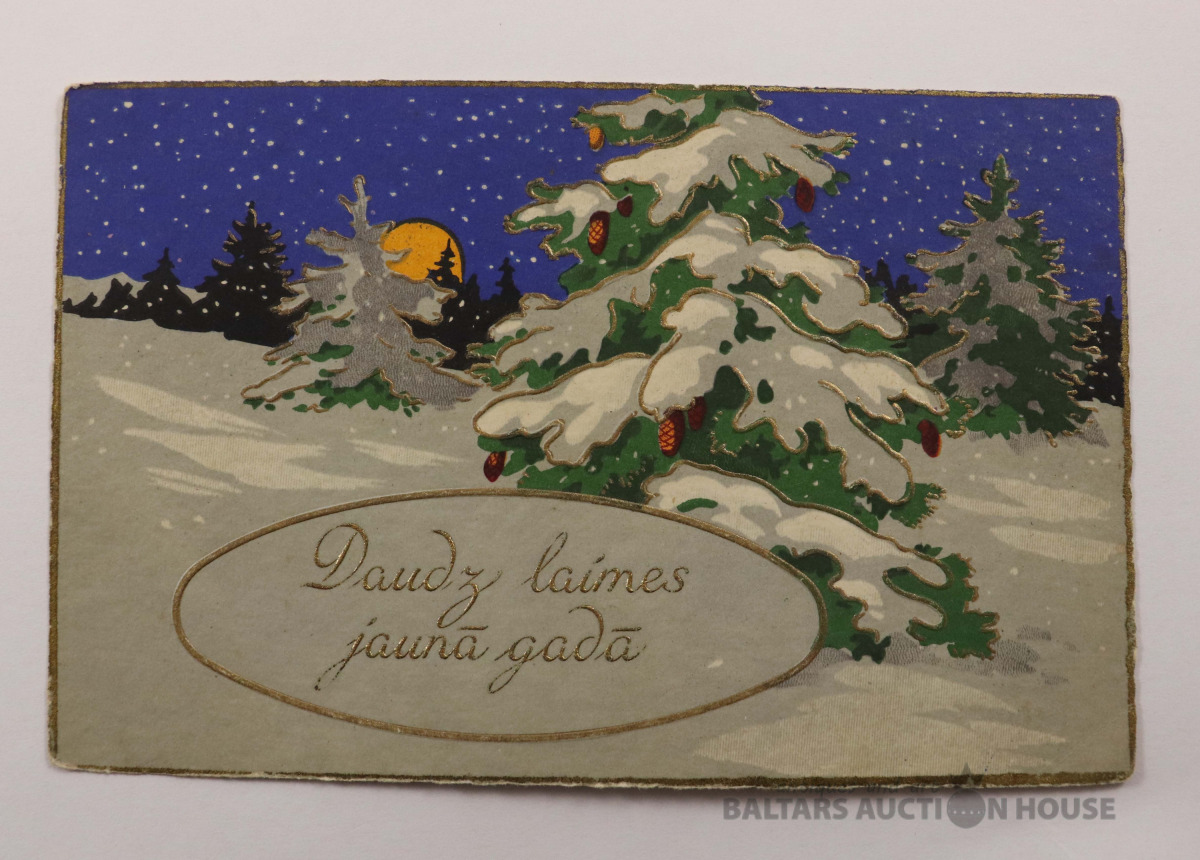 Daudz laimes
jaunā gadā
BALTARS AUCTION HOUSE